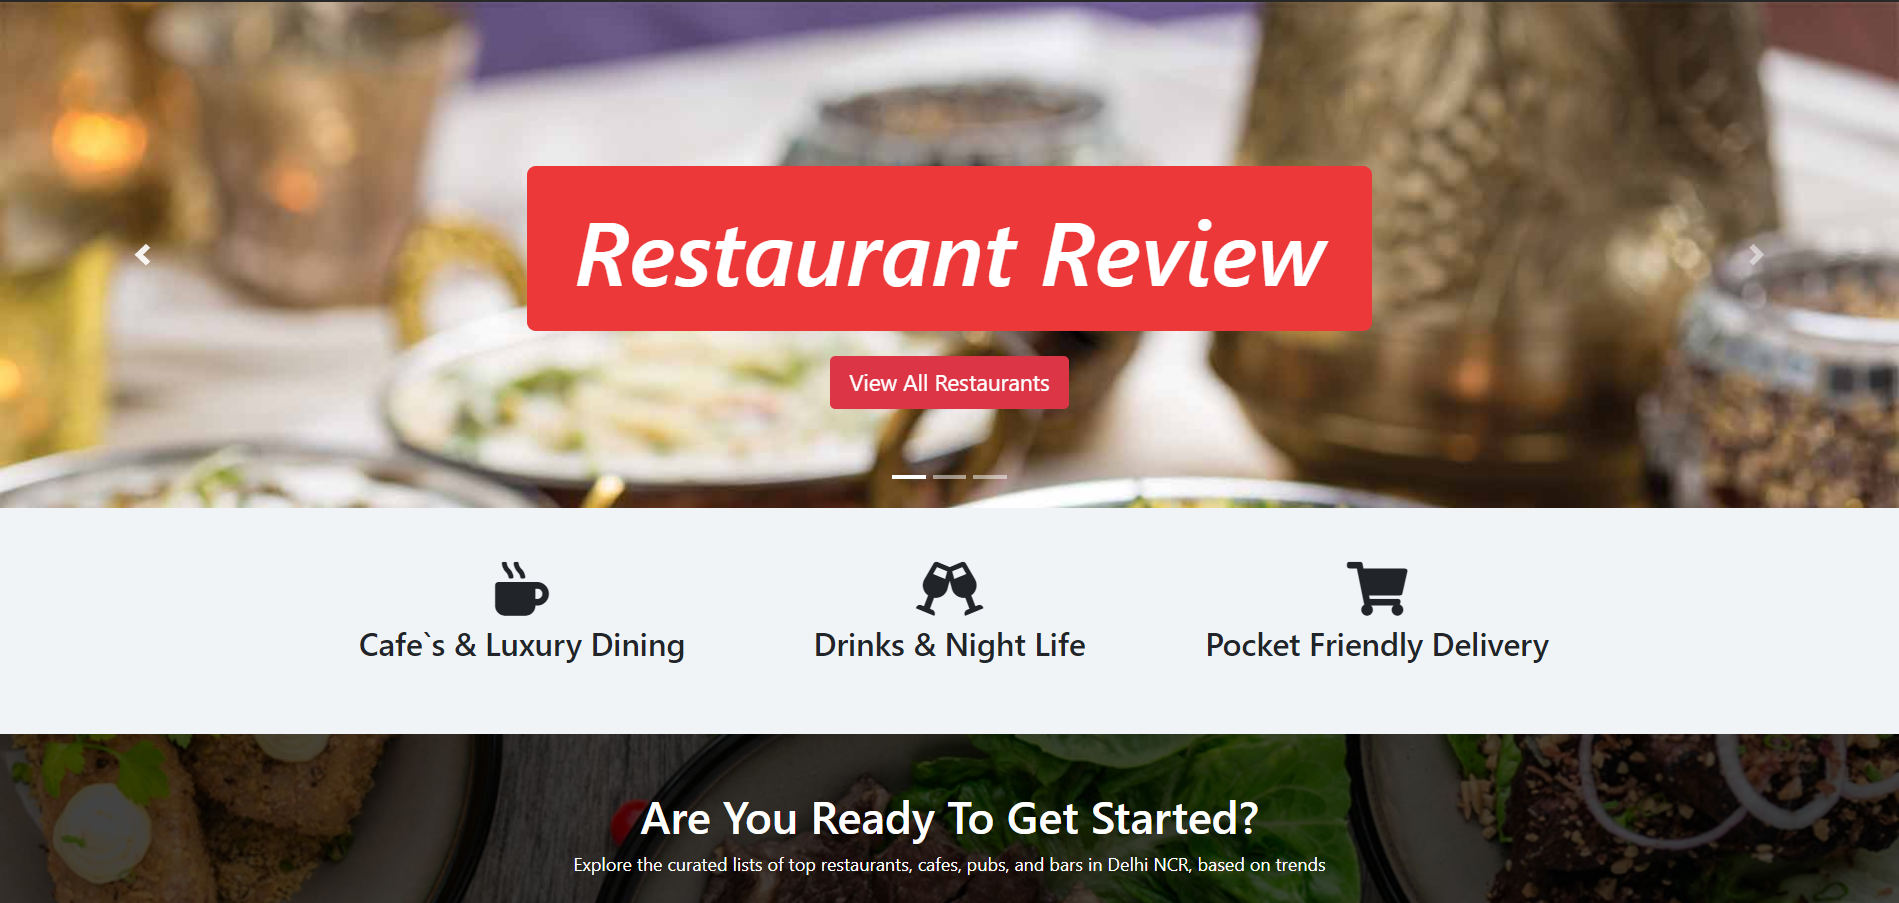 Restaurant Review
View All Restaurants
Cafe`s & Luxury Dining
Drinks & Night Life
Pocket Friendly Delivery
Are You Ready To Get Started?
Explore the curated lists of top restaurants, cafes, pubs, and bars in Delhi NCR, based on trends